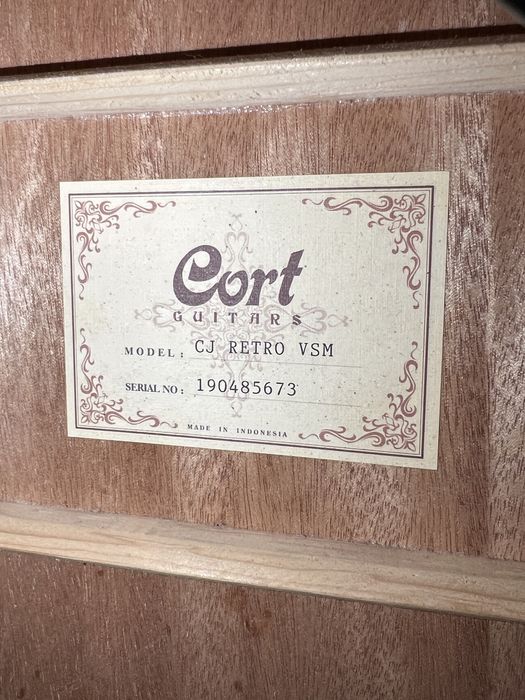 Cort
GUITARS
MODEL: CJ RETRO VSM
SERIAL NO: 190485673
MADE IN INDONESIA